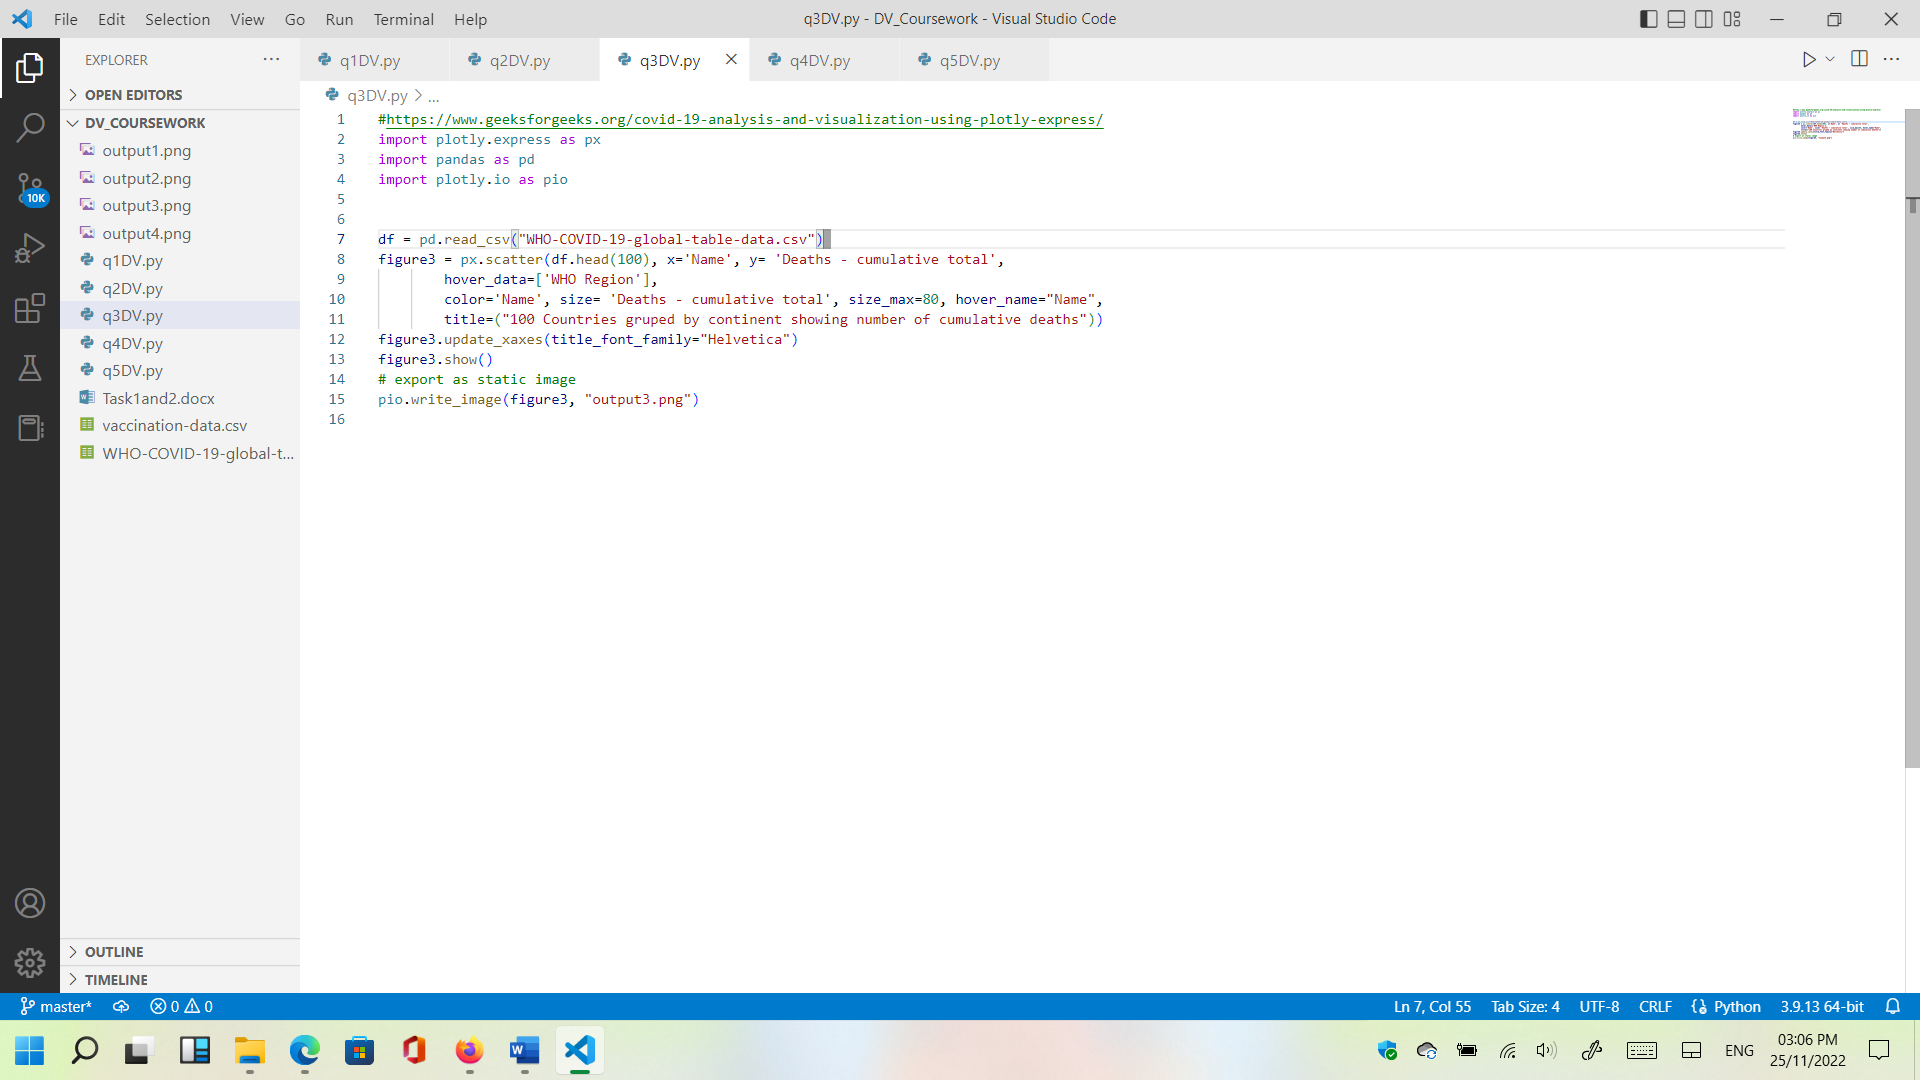 File Edit Selection View Go Run Terminal Help
q3DV.py - DV_Coursework - Visual Studio Code
EXPLORER
q1DV.py q2DV.py q3DV.py q4DV.py q5DV.py
q3DV.py > ...
OPEN EDITORS
DV_COURSEWORK
output1.png
output2.png
output3.png
output4.png
q1DV.py
q2DV.py
q3DV.py
q4DV.py
q5DV.py
Task1and2.docx
vaccination-data.csv
WHO-COVID-19-global-t...
10K
OUTLINE
TIMELINE
1 #https://www.geeksforgeeks.org/covid-19-analysis-and-visualization-using-plotly-express/
2 import plotly.express as px
3 import pandas as pd
4 import plotly.io as pio
5
6
7 df = pd.read_csv("WHO-COVID-19-global-table-data.csv")
8 figure3 = px.scatter(df.head(100), x='Name', y= 'Deaths - cumulative total',
9 hover_data=['WHO Region'],
10 color='Name', size= 'Deaths - cumulative total', size_max=80, hover_name="Name",
11 title=("100 Countries gruped by continent showing number of cumulative deaths"))
12 figure3.update_xaxes(title_font_family="Helvetica")
13 figure3.show()
14 # export as static image
15 pio.write_image(figure3, "output3.png")
16
master* 0 0
Ln 7, Col 55 Tab Size: 4 UTF-8 CRLF Python 3.9.13 64-bit
ENG
03:06 PM
25/11/2022